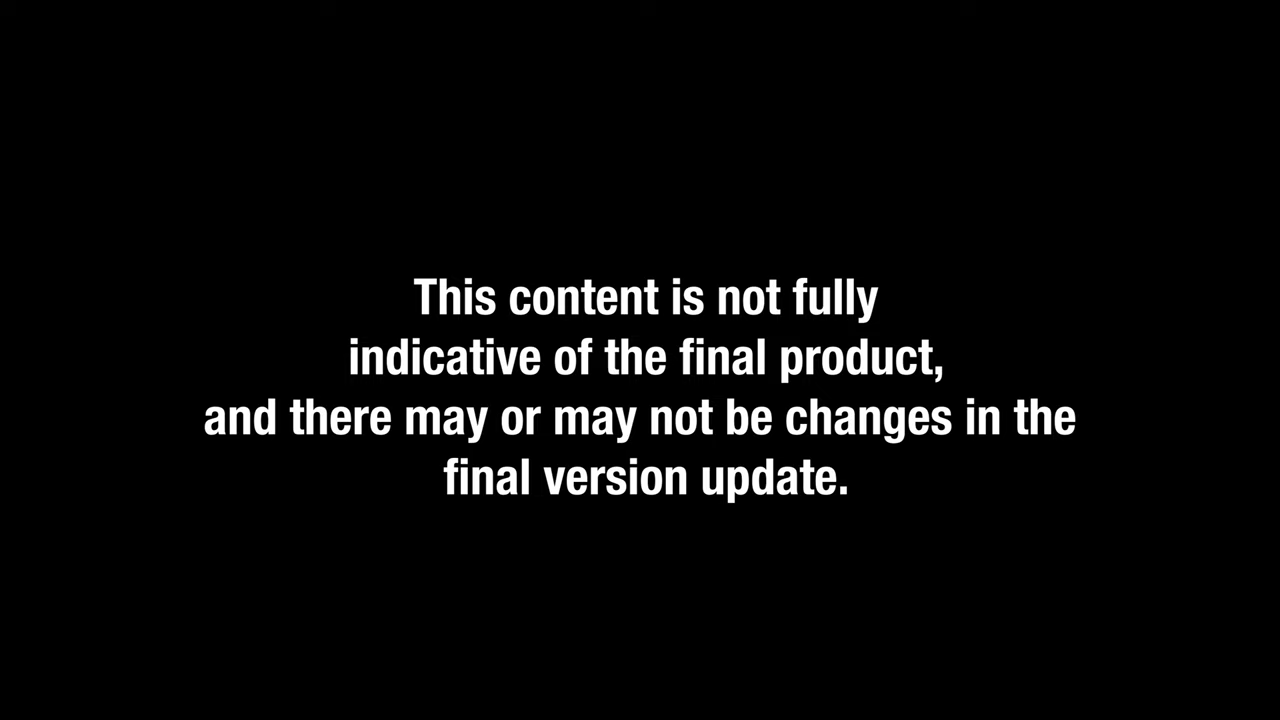 This content is not fully
indicative of the final product,
and there may or may not be changes in the
final version update.